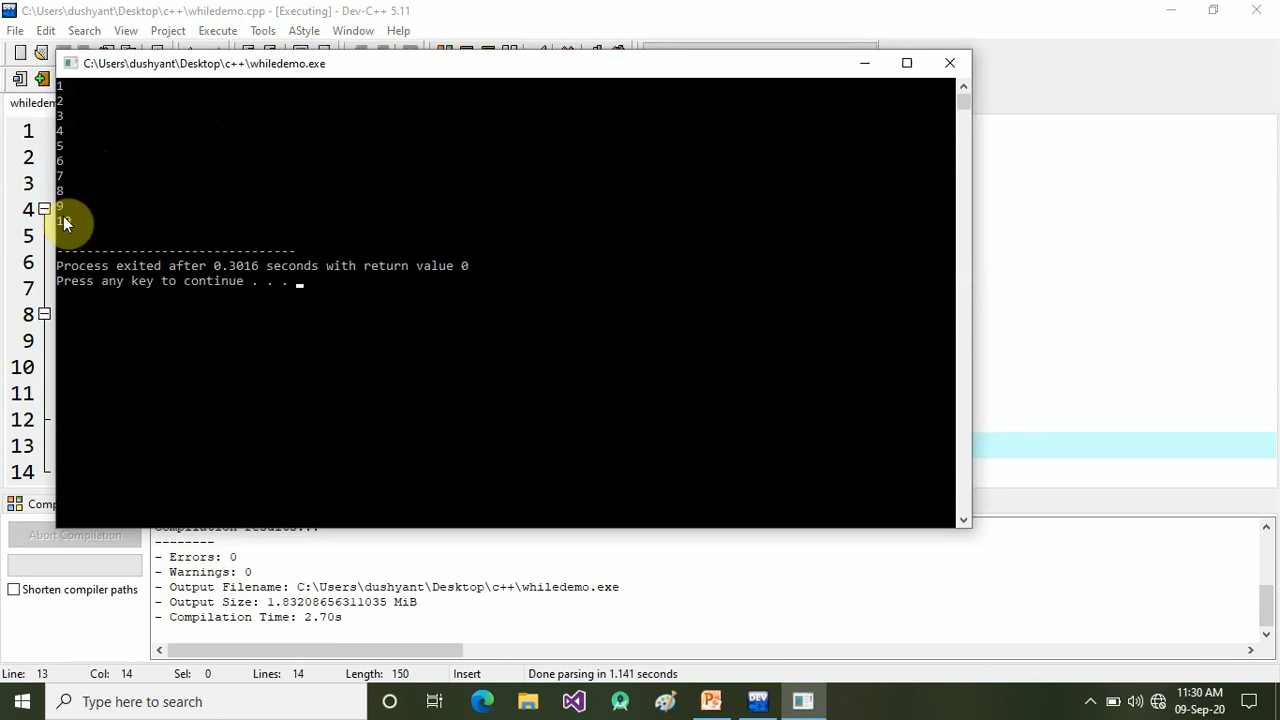 C:\Users\dushyant\Desktop\c++\whiledemo.cpp - [Executing] - Dev-C++ 5.11
File Edit Search View Project Execute Tools AStyle Window Help
C:\Users\dushyant\Desktop\c++\whiledemo.exe
whiledem
1
2
3
4
5
6
7
8
9
10
11
12
13
14
1
2
3
4
5
6
7
8
9
10
--------------------------------
Process exited after 0.3016 seconds with return value 0
Press any key to continue . . .
Comp
Abort Compilation
Shorten compiler paths
Compilation results...
--------
- Errors: 0
- Warnings: 0
- Output Filename: C:\Users\dushyant\Desktop\c++\whiledemo.exe
- Output Size: 1.83208656311035 MiB
- Compilation Time: 2.70s
Line: 13 Col: 14 Sel: 0 Lines: 14 Length: 150 Insert Done parsing in 1.141 seconds
Type here to search
DEV
11:30 AM
09-Sep-20